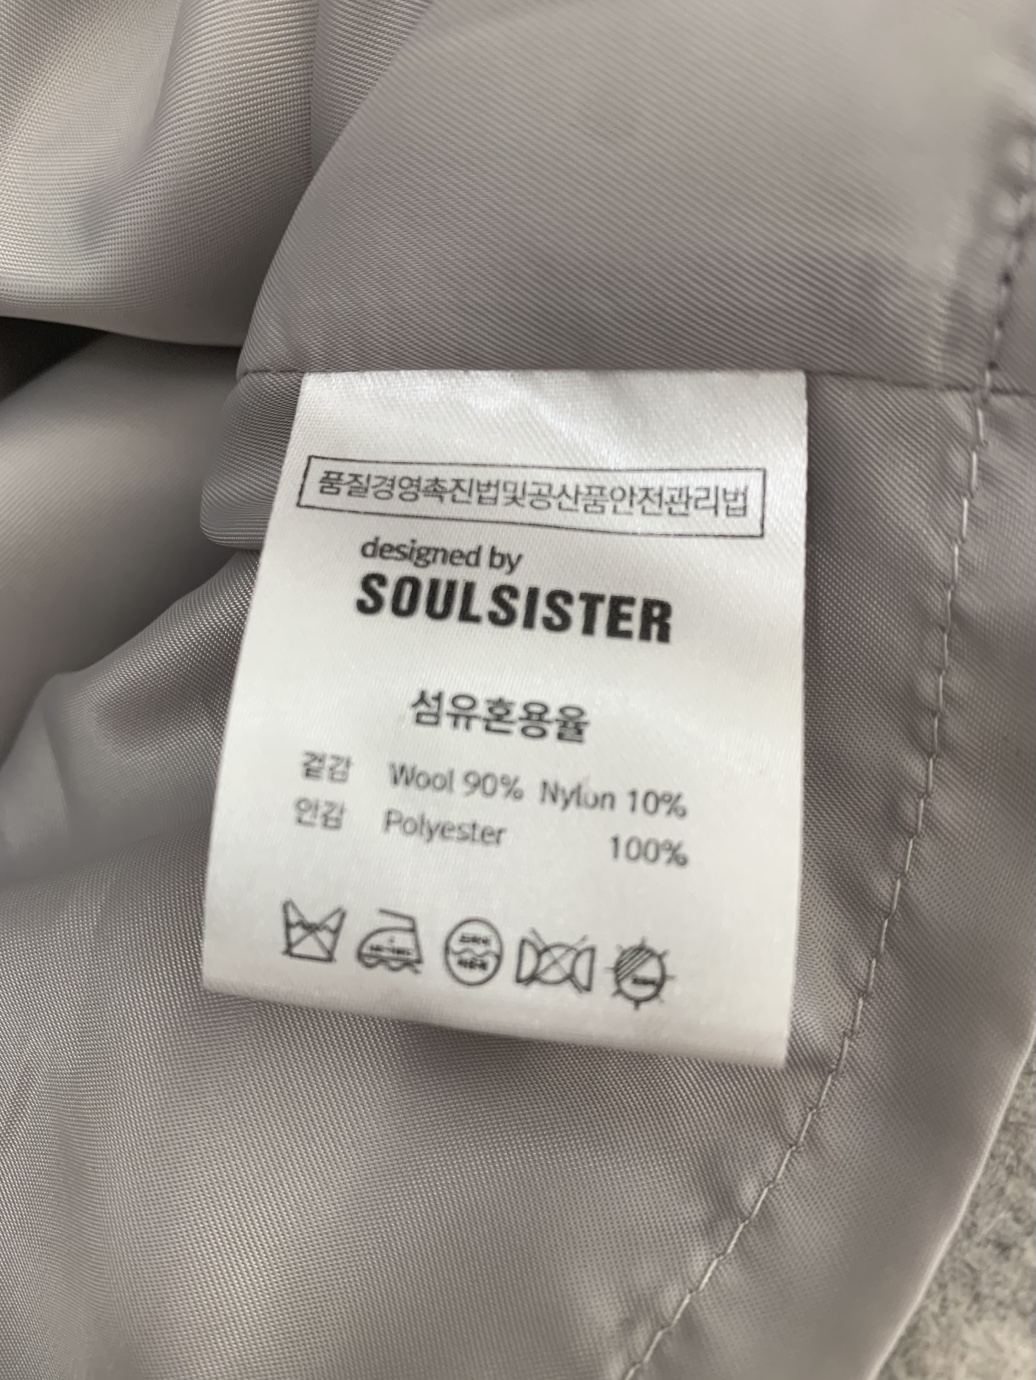 품질경영촉진법및공산품안전관리법
designed by
SOULSISTER
섬유혼용율
겉감 Wool 90% Nylon 10%
안감 Polyester 100%